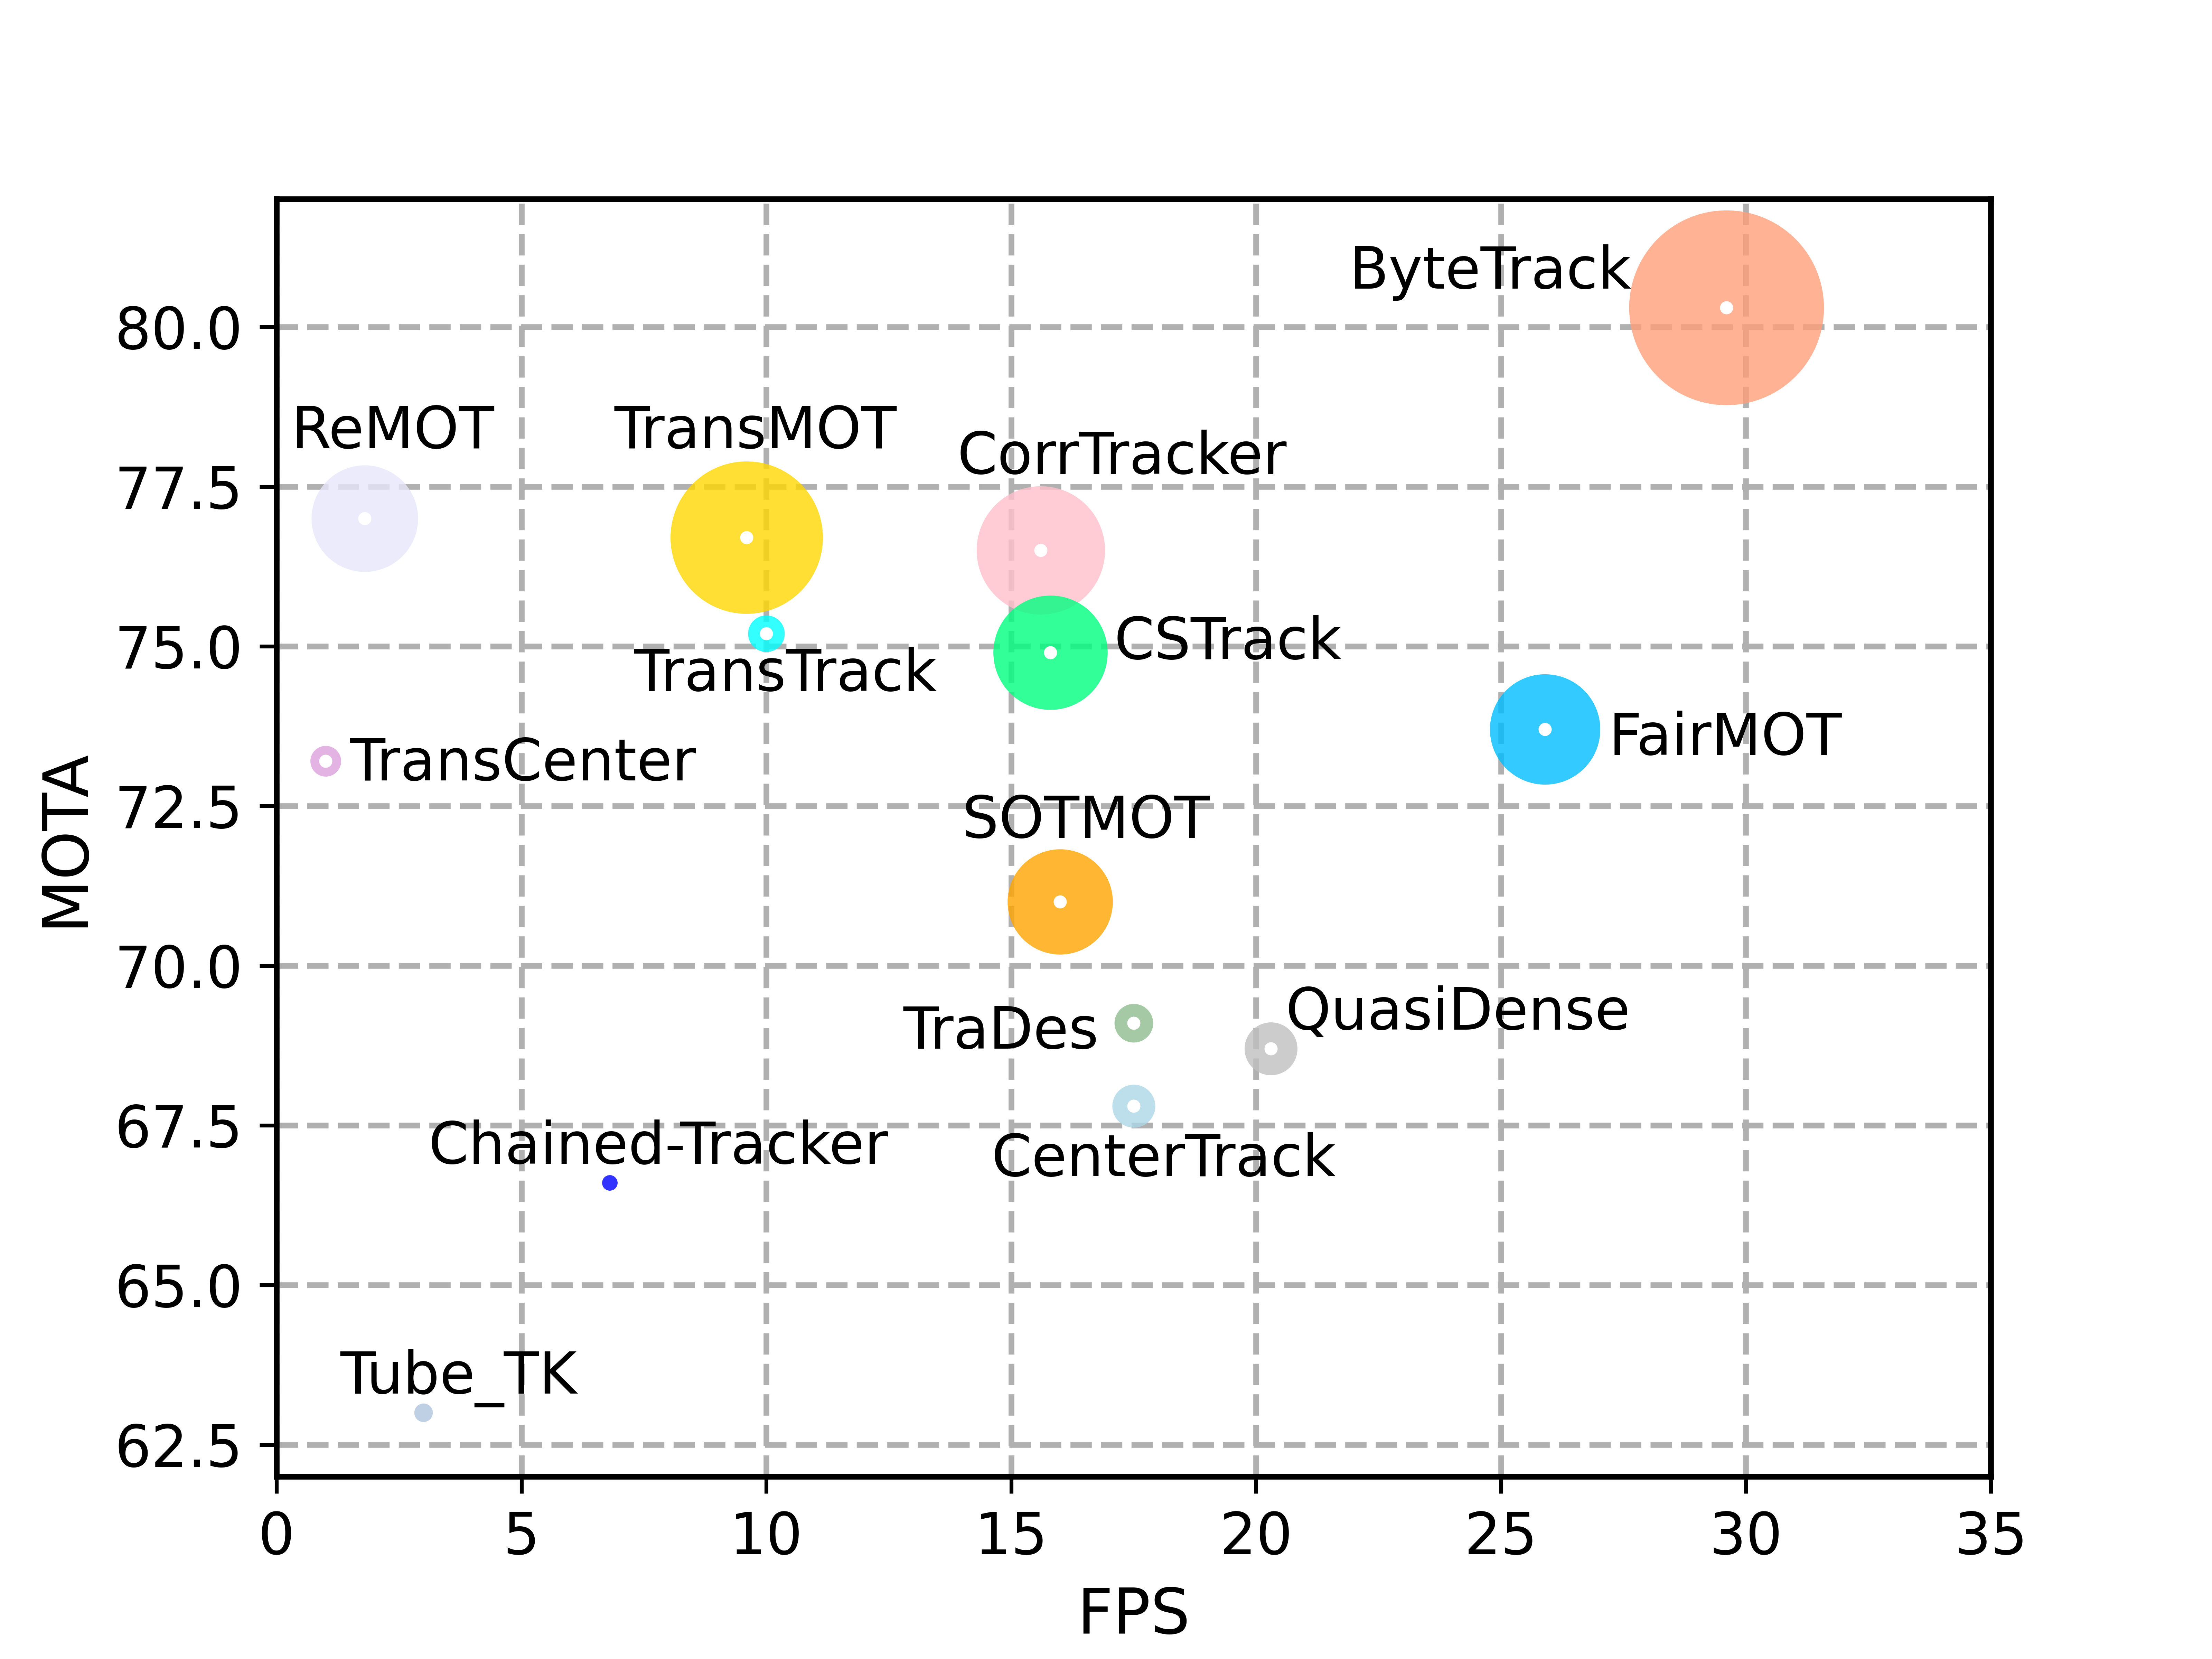 ByteTrack
80.0
ReMOT
TransMOT
CorrTracker
77.5
CSTrack
75.0
TransTrack
FairMOT
TransCenter
72.5
SOTMOT
MOTA
70.0
QuasiDense
TraDes
67.5
Chained-Tracker
CenterTrack
65.0
Tube_TK
62.5
0 5 10 15 20 25 30 35
FPS